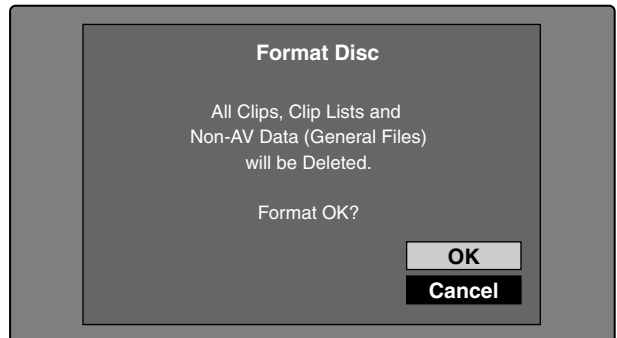 Format Disc
All Clips, Clip Lists and
Non-AV Data (General Files)
will be Deleted.
Format OK?
OK
Cancel